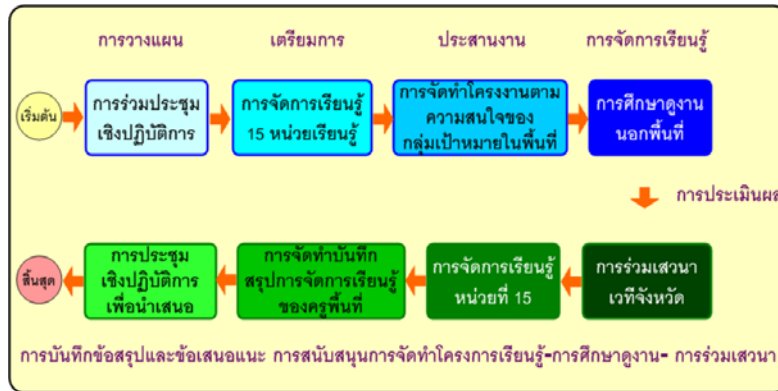 การวางแผน
เตรียมการ
ประสานงาน
การจัดการเรียนรู้
เริ่มต้น
การร่วมประชุม
เชิงปฏิบัติการ
การจัดการเรียนรู้
15 หน่วยเรียนรู้
การจัดทำโครงงานตาม
ความสนใจของ
กลุ่มเป้าหมายในพื้นที่
การศึกษาดูงาน
นอกพื้นที่
การประเมินผล
สิ้นสุด
การประชุม
เชิงปฏิบัติการ
เพื่อนำเสนอ
การจัดทำบันทึก
สรุปการจัดการเรียนรู้
ของครูพื้นที่
การจัดการเรียนรู้
หน่วยที่ 15
การร่วมเสวนา
เวทีจังหวัด
การบันทึกข้อสรุปและข้อเสนอแนะ การสนับสนุนการจัดทำโครงการเรียนรู้-การศึกษาดูงาน- การร่วมเสวนา